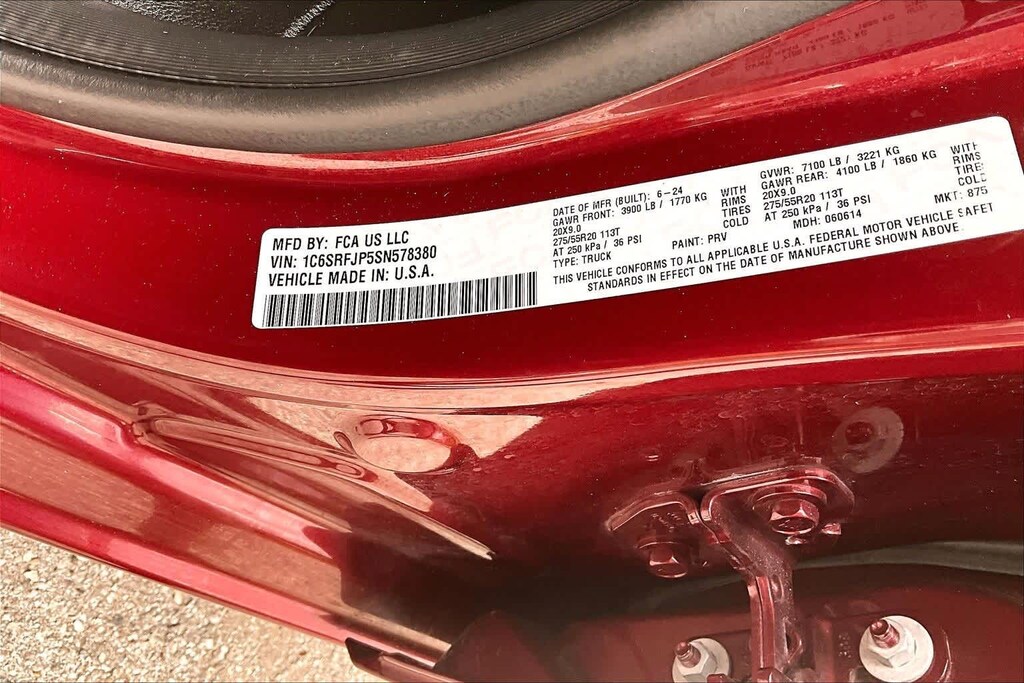 MFD BY: FCA US LLC
VIN: 1C6SRFJP5SN578380
VEHICLE MADE IN: U.S.A.
DATE OF MFR (BUILT): 6-24 GVWR: 7100 LB / 3221 KG
GAWR FRONT: 3900 LB / 1770 KG WITH GAWR REAR: 4100 LB / 1860 KG WITH
20X9.0 RIMS 20X9.0 RIMS
275/55R20 113T TIRES 275/55R20 113T TIRE
AT 250 kPa / 36 PSI COLD AT 250 kPa / 36 PSI COLD
TYPE: TRUCK PAINT: PRV MDH: 060614 MKT: 875
THIS VEHICLE CONFORMS TO ALL APPLICABLE U.S.A. FEDERAL MOTOR VEHICLE SAFET
STANDARDS IN EFFECT ON THE DATE OF MANUFACTURE SHOWN ABOVE.